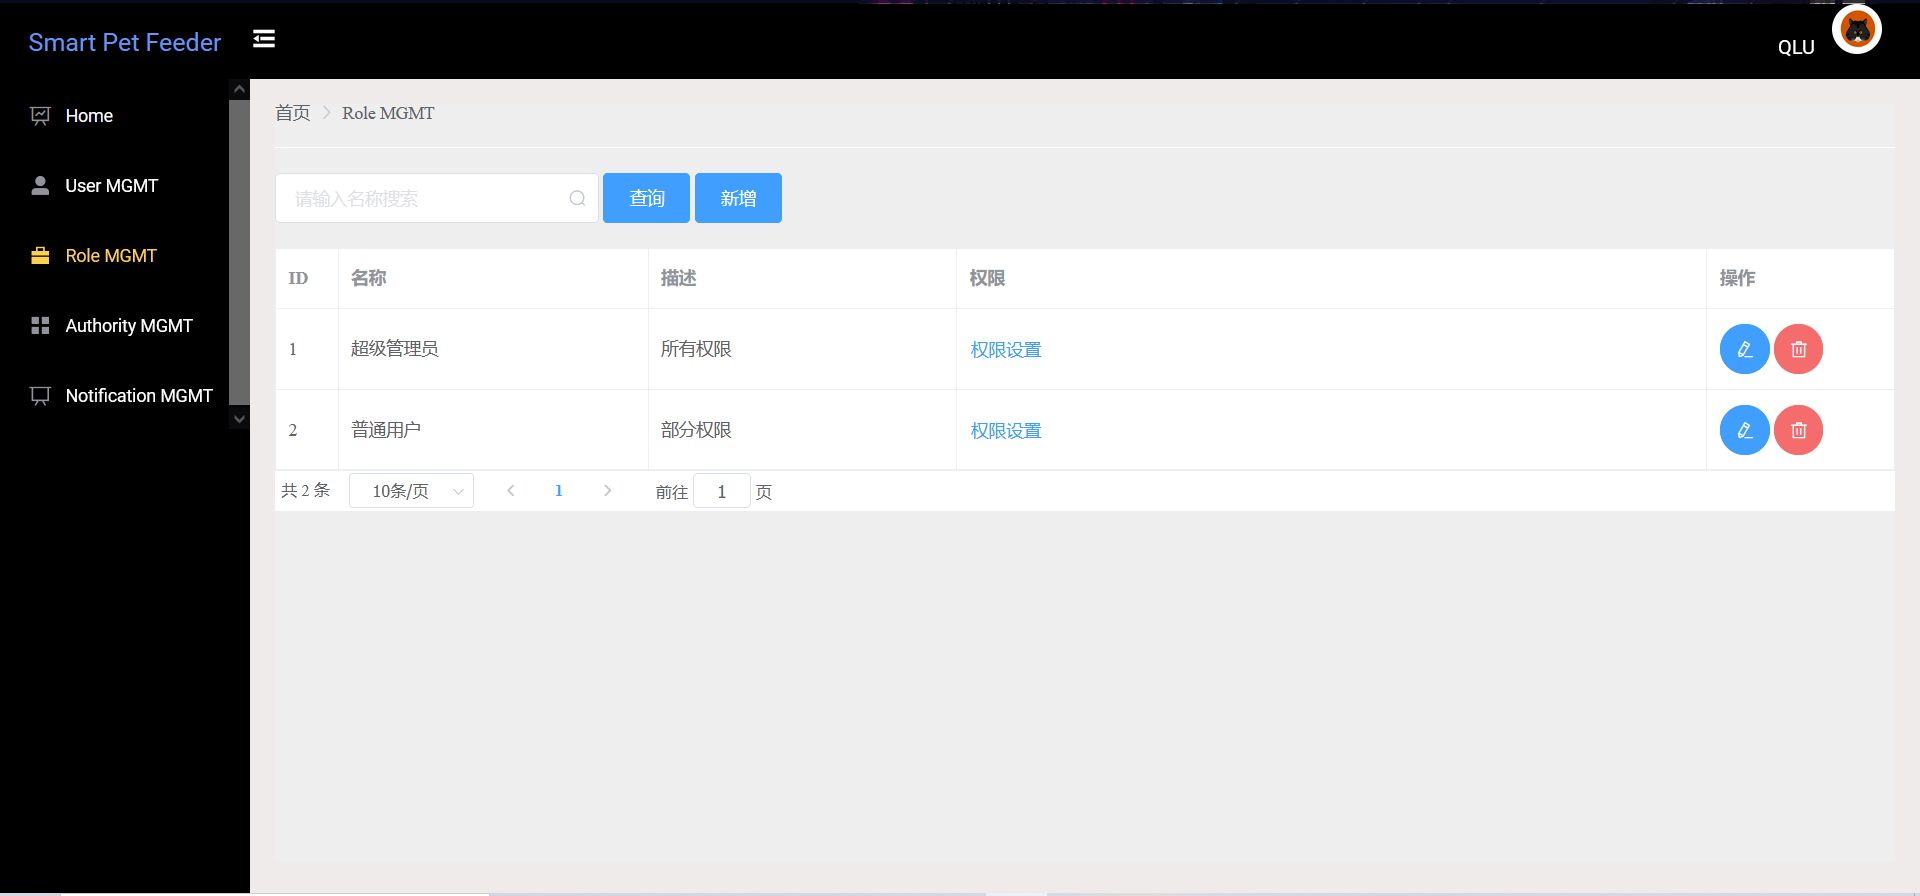 Smart Pet Feeder
QLU
Home
User MGMT
Role MGMT
Authority MGMT
Notification MGMT
首页 Role MGMT
请输入名称搜索 查询 新增
ID 名称 描述 权限 操作
1 超级管理员 所有权限 权限设置
2 普通用户 部分权限 权限设置
共 2 条 10条/页 1 前往 1 页